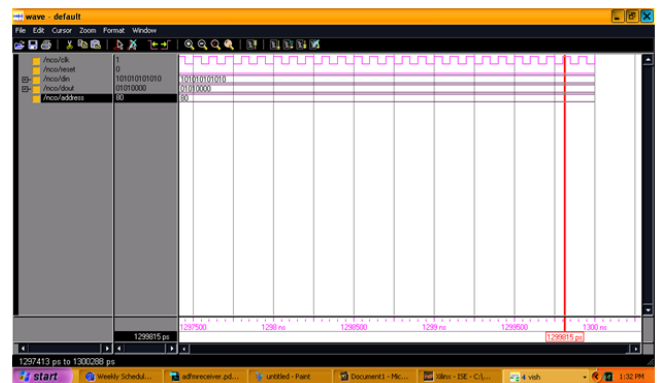 wave - default
File Edit Cursor Zoom Format Window
/nco/clk 1
/nco/reset 0
/nco/din 101010101010 101010101010
/nco/dout 01010000 01010000
/nco/address 80 80
1297500 1298 ns 1298500 1299 ns 1299500 1300 ns
1299815 ps 1299815 ps
1297413 ps to 1300288 ps
start Weekly Schedul... adfmreceiver.pd... untitled - Paint Document1 - Mic... Xilinx - ISE - C:\... 4 vish 1:32 PM